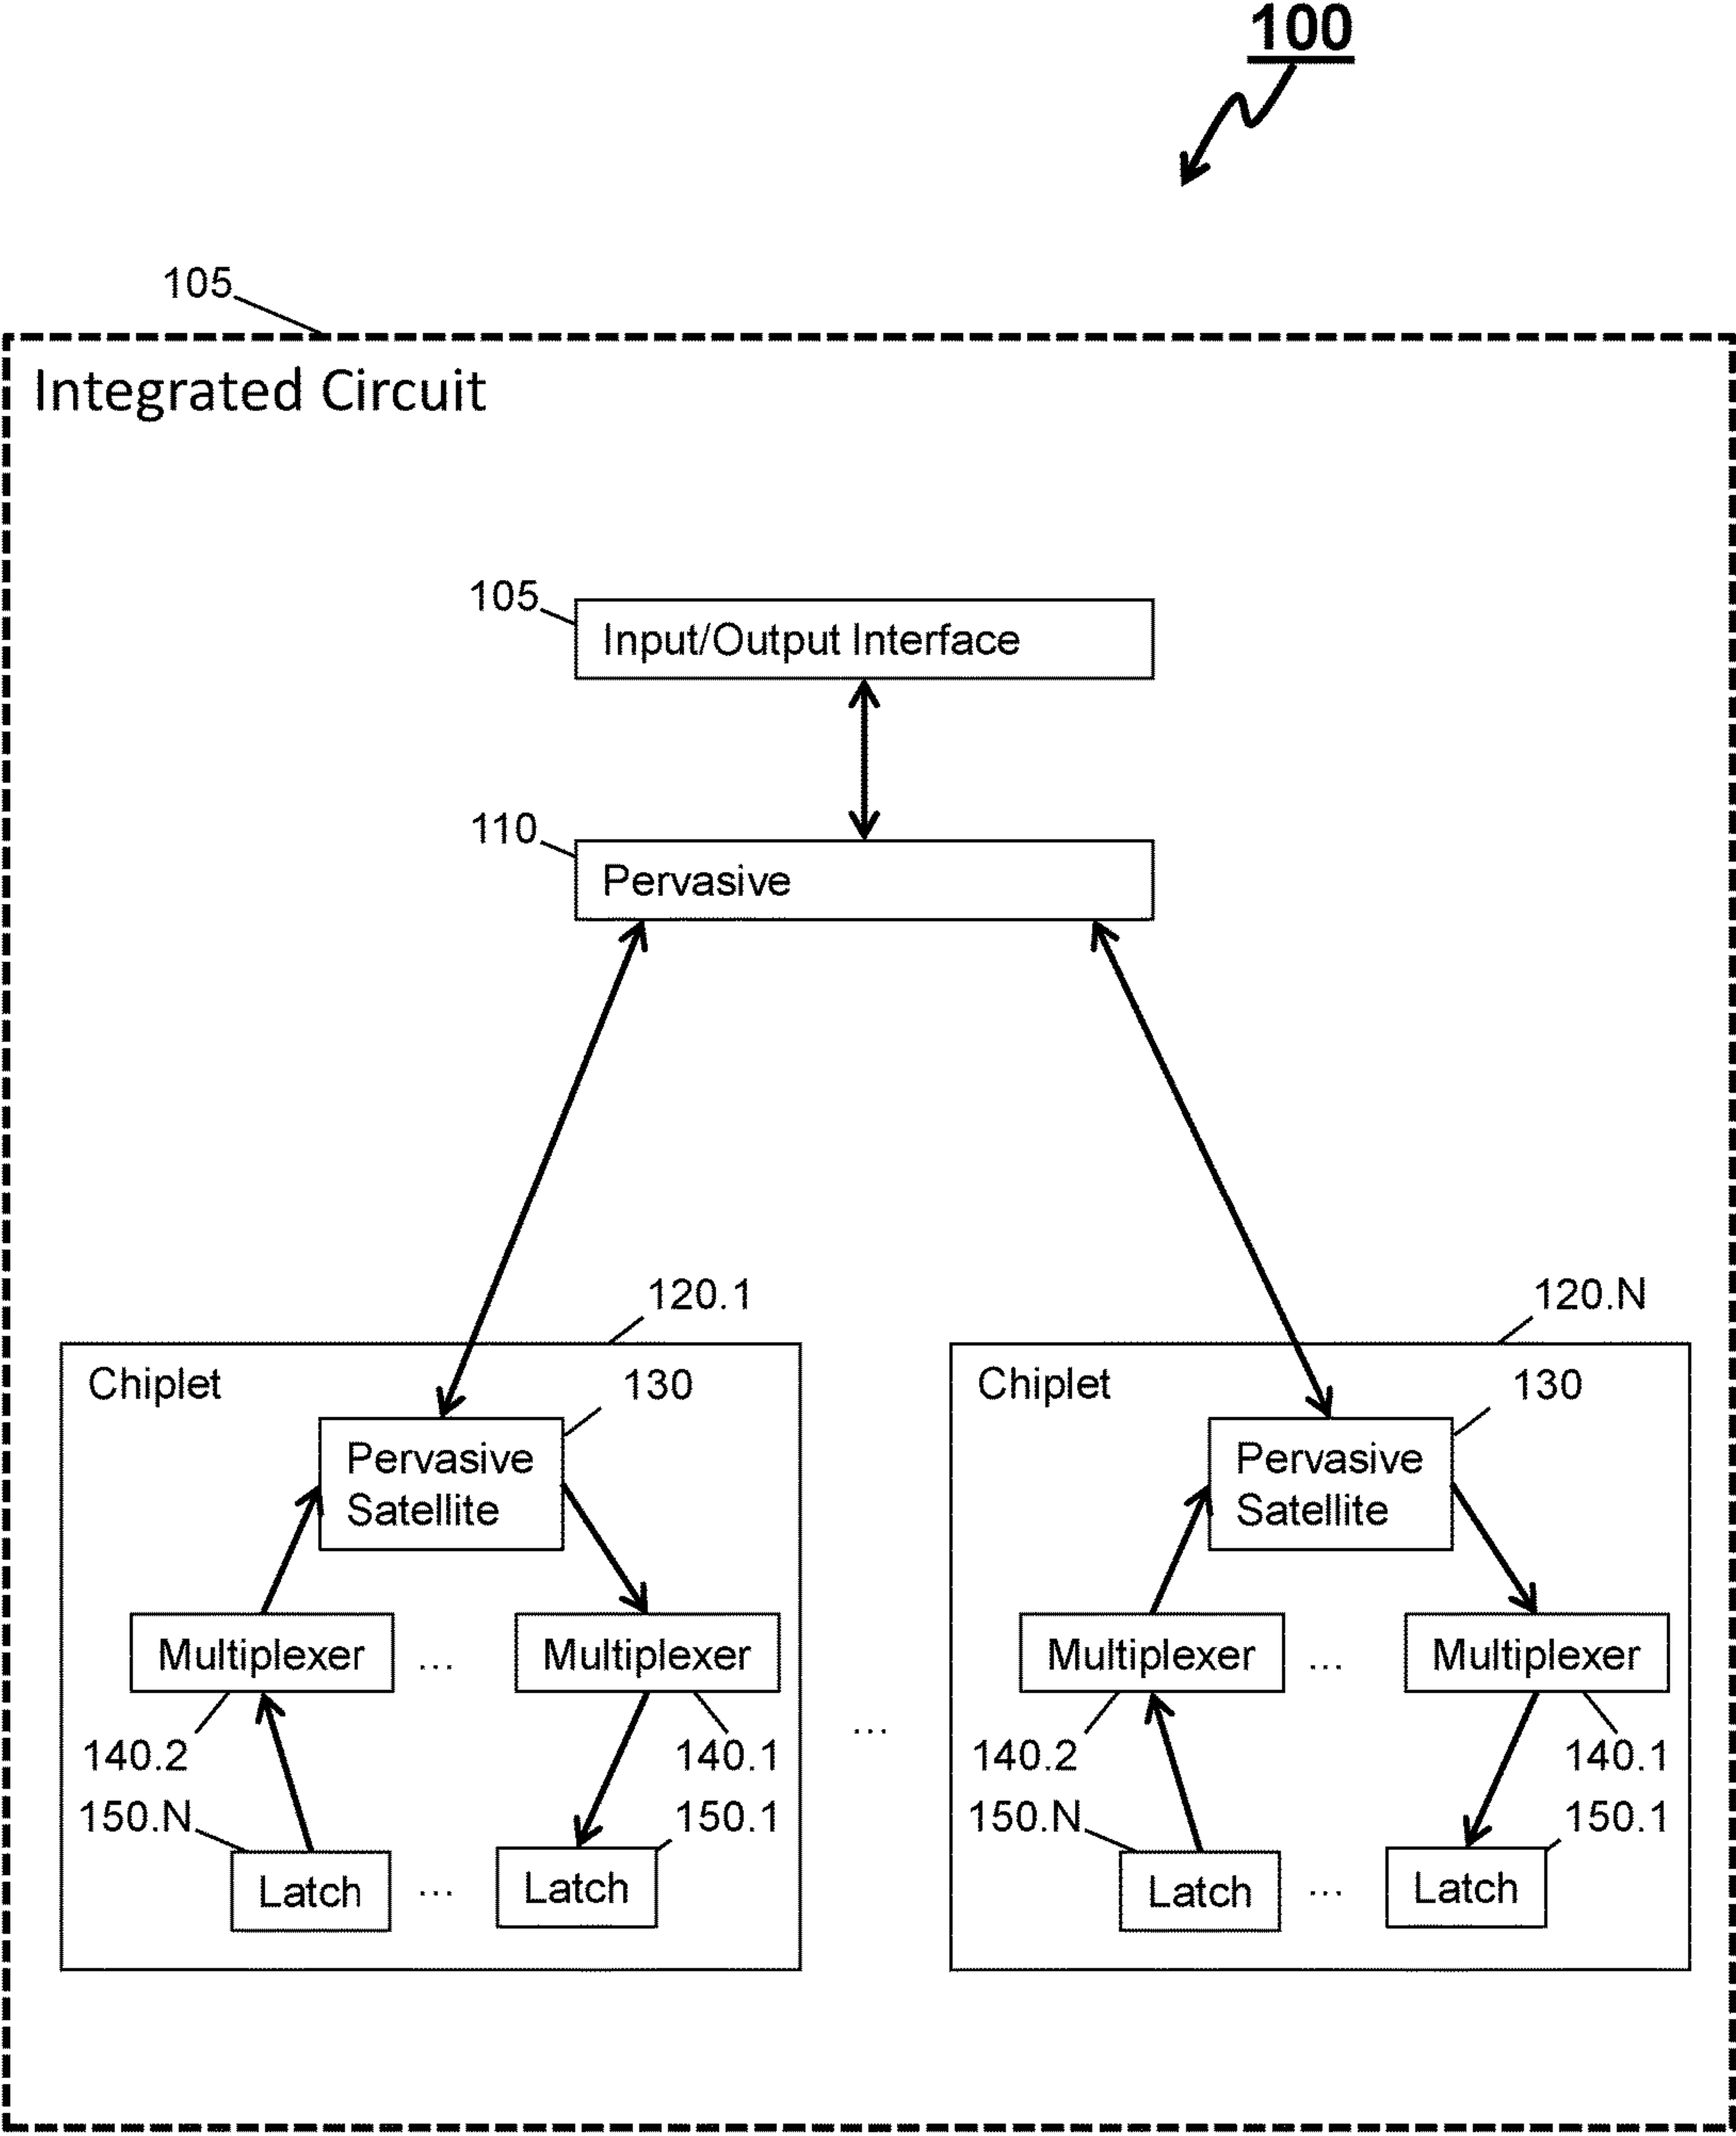 100
105
Integrated Circuit
105
Input/Output Interface
110
Pervasive
120.1
120.N
Chiplet
130
Chiplet
130
Pervasive
Satellite
Pervasive
Satellite
Multiplexer
...
Multiplexer
Multiplexer
...
Multiplexer
140.2
140.1
...
140.2
140.1
150.N
150.1
150.N
150.1
Latch
...
Latch
Latch
...
Latch